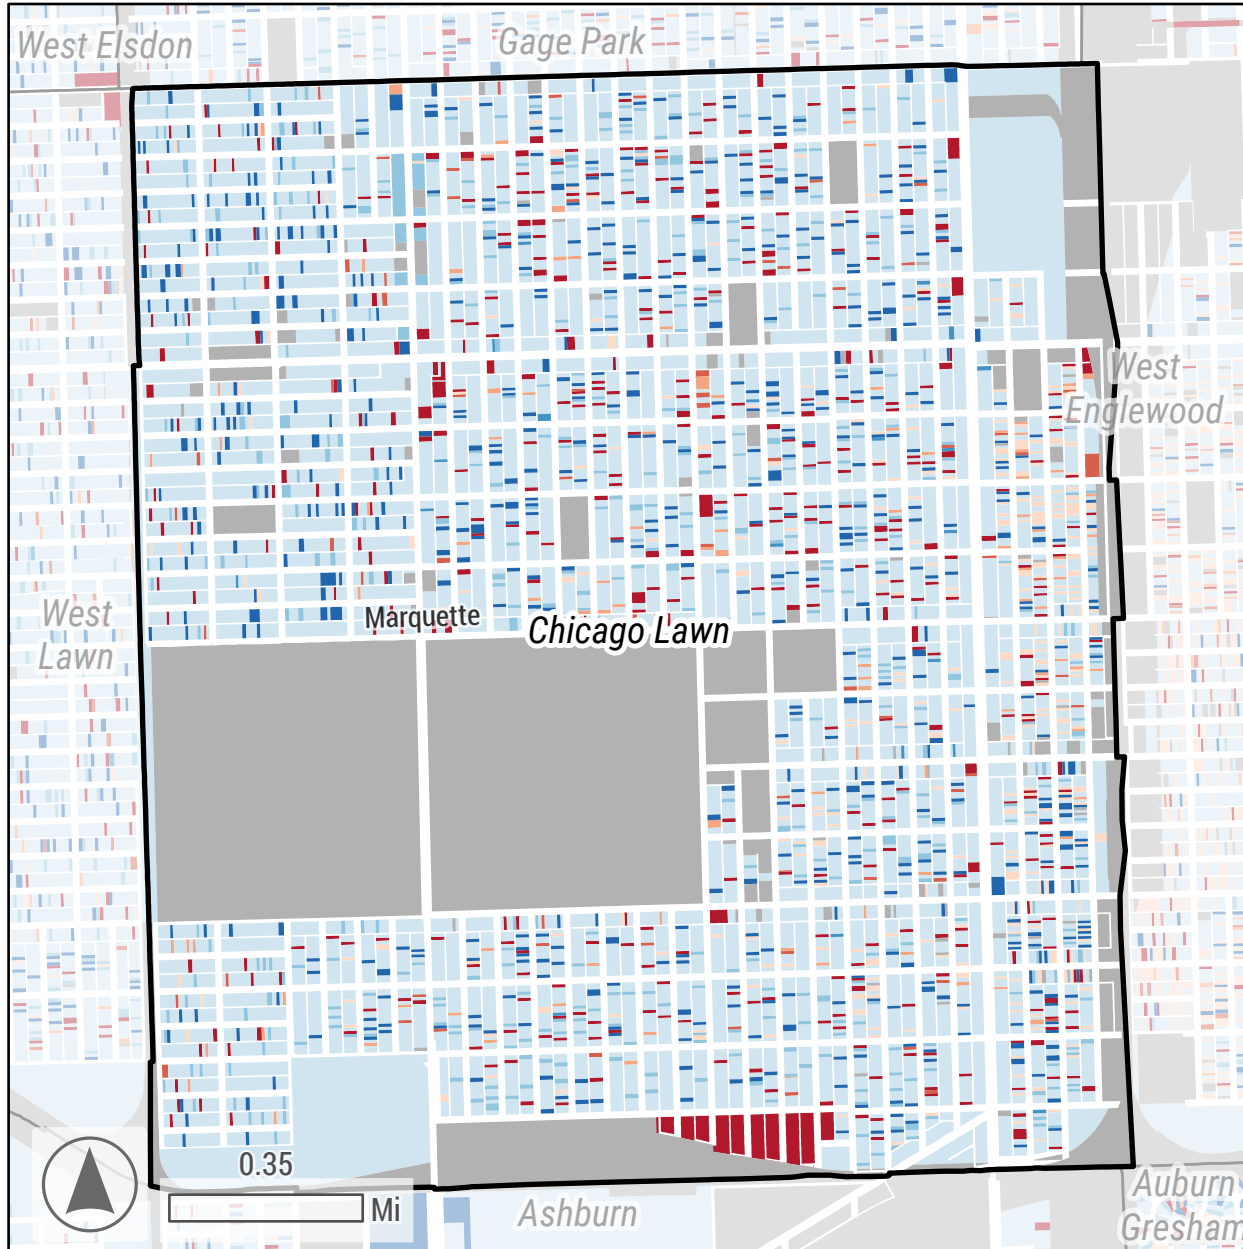 West Elsdon
Gage Park
West
Englewood
West
Lawn
Marquette
Chicago Lawn
0.35
Mi
Ashburn
Auburn
Gresham